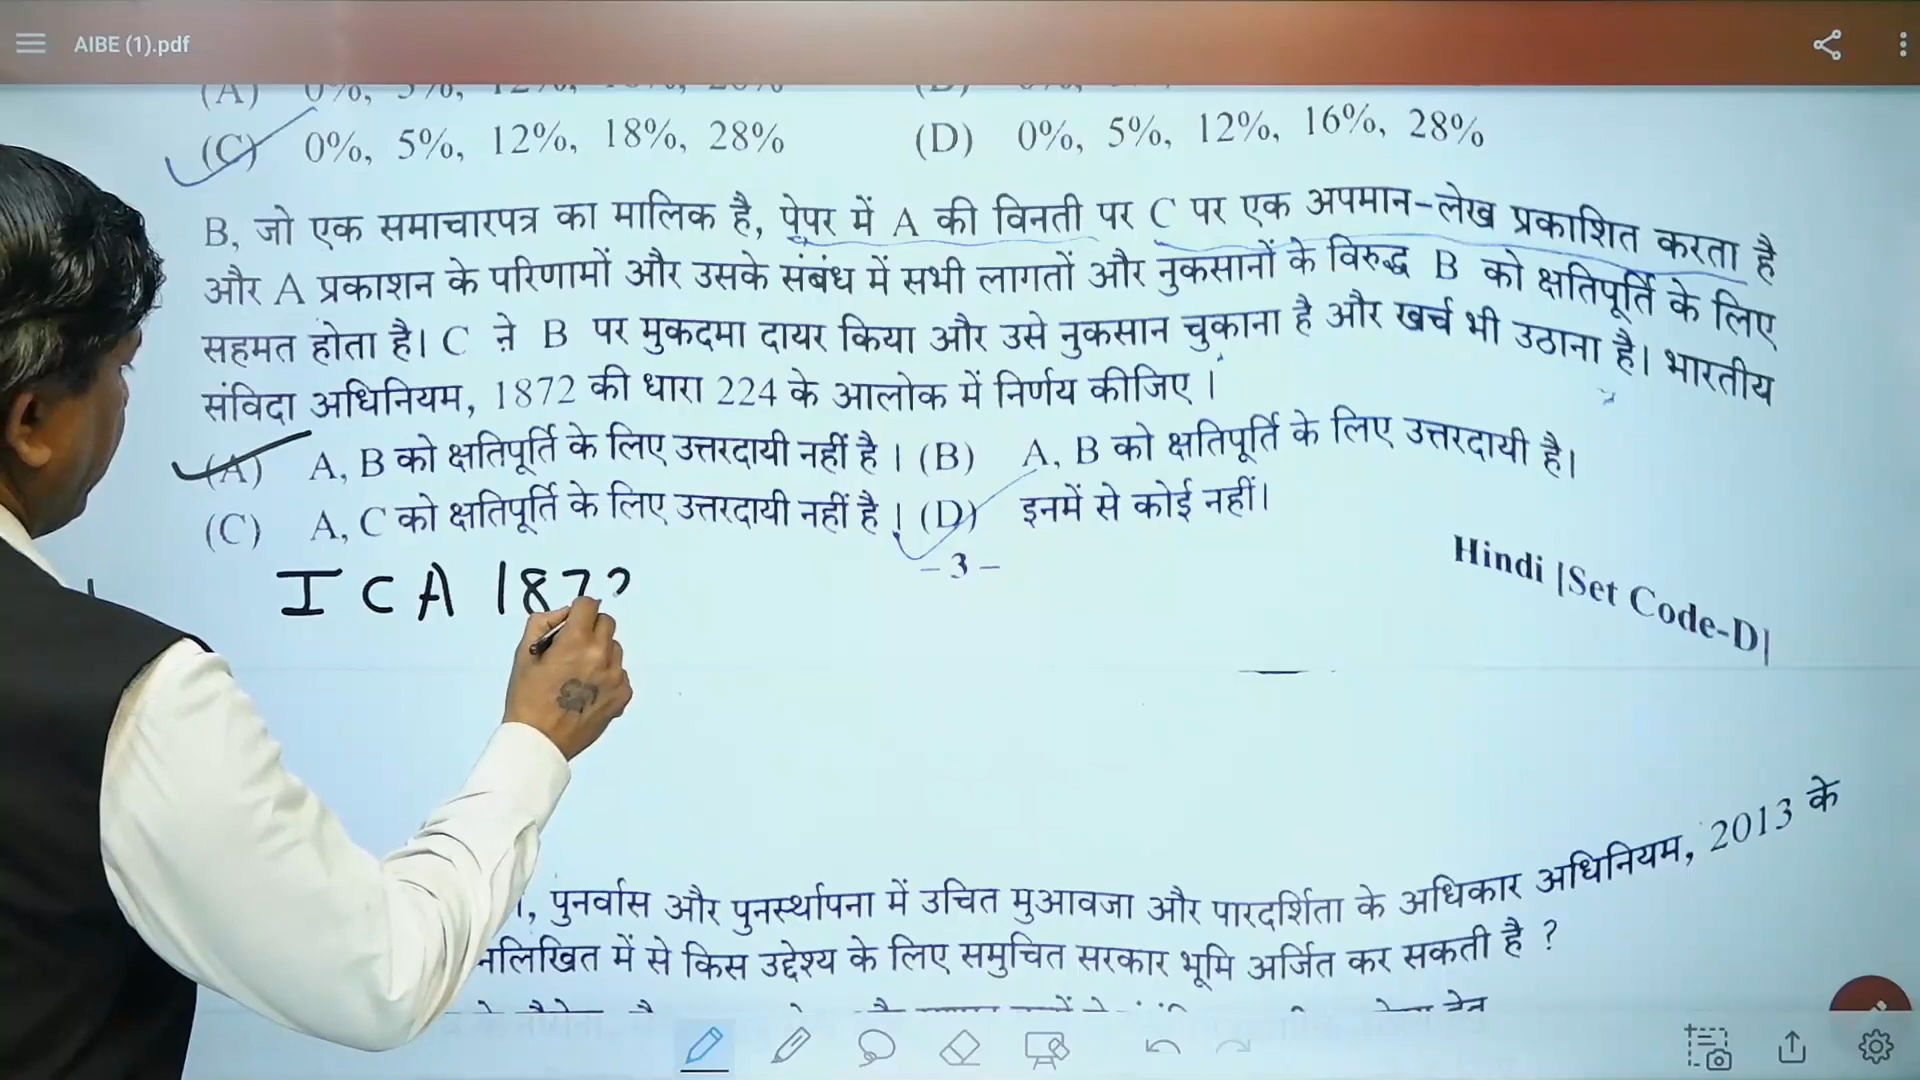 AIBE (1).pdf
(C) 0%, 5%, 12%, 18%, 28% (D) 0%, 5%, 12%, 16%, 28%
B, जो एक समाचारपत्र का मालिक है, पेपर में A की विनती पर C पर एक अपमान-लेख प्रकाशित करता है
और A प्रकाशन के परिणामों और उसके संबंध में सभी लागतों और नुकसानों के विरुद्ध B को क्षतिपूर्ति के लिए
सहमत होता है। C ने B पर मुकदमा दायर किया और उसे नुकसान चुकाना है और खर्च भी उठाना है। भारतीय
संविदा अधिनियम, 1872 की धारा 224 के आलोक में निर्णय कीजिए ।
(A) A, B को क्षतिपूर्ति के लिए उत्तरदायी नहीं है । (B) A, B को क्षतिपूर्ति के लिए उत्तरदायी है।
(C) A, C को क्षतिपूर्ति के लिए उत्तरदायी नहीं है । (D) इनमें से कोई नहीं।
- 3 -
Hindi |Set Code-D|
I C A 1872
पुनर्वास और पुनर्स्थापना में उचित मुआवजा और पारदर्शिता के अधिकार अधिनियम, 2013 के
में से किस उद्देश्य के लिए समुचित सरकार भूमि अर्जित कर सकती है ?